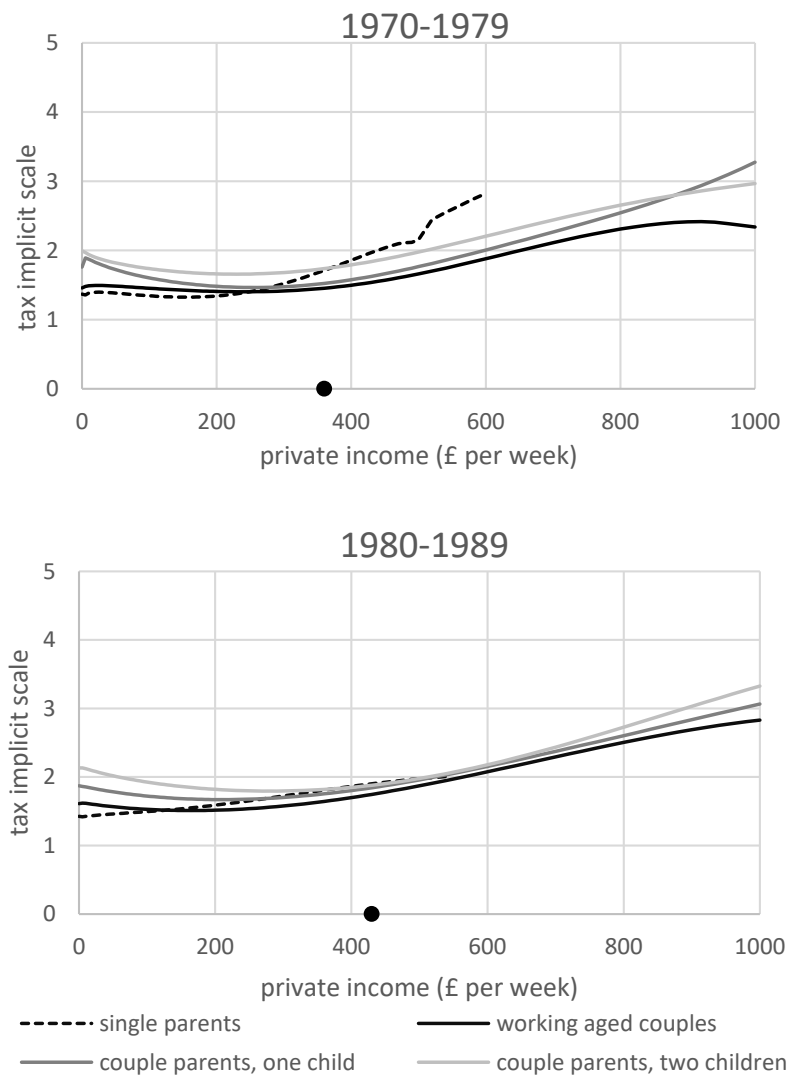 1970-1979
5
4
3
2
1
0
tax implicit scale
0 200 400 600 800 1000
private income (£ per week)
1980-1989
5
4
3
2
1
0
tax implicit scale
0 200 400 600 800 1000
private income (£ per week)
single parents working aged couples
couple parents, one child couple parents, two children